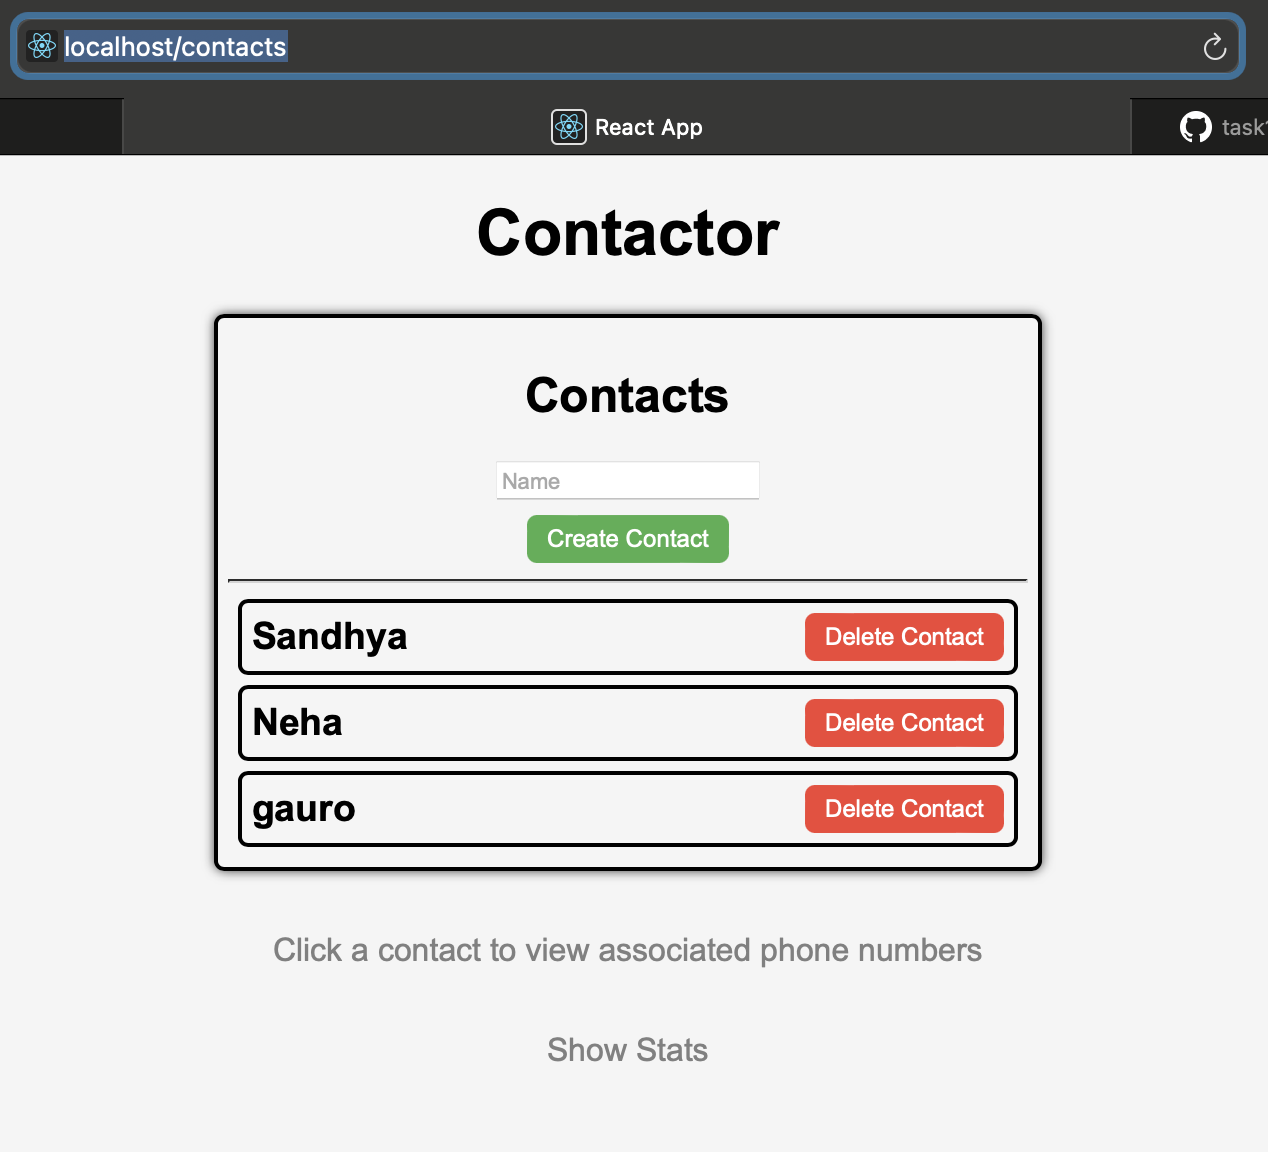 localhost/contacts
React App
task
Contactor
Contacts
Name
Create Contact
Sandhya
Delete Contact
Neha
Delete Contact
gauro
Delete Contact
Click a contact to view associated phone numbers
Show Stats